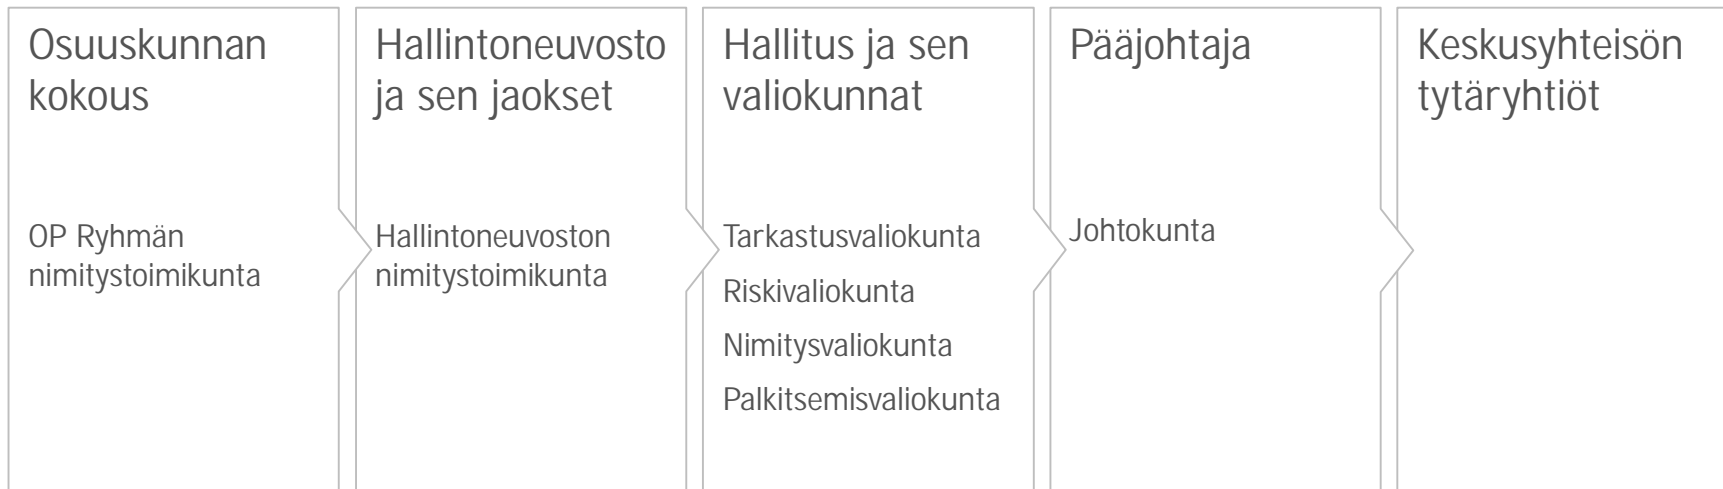 Osuuskunnan
kokous
OP Ryhmän
nimitystoimikunta
Hallintoneuvosto
ja sen jaokset
Hallintoneuvoston
nimitystoimikunta
Hallitus ja sen
valiokunnat
Tarkastusvaliokunta
Riskivaliokunta
Nimitysvaliokunta
Palkitsemisvaliokunta
Pääjohtaja
Johtokunta
Keskusyhteisön
tytäryhtiöt